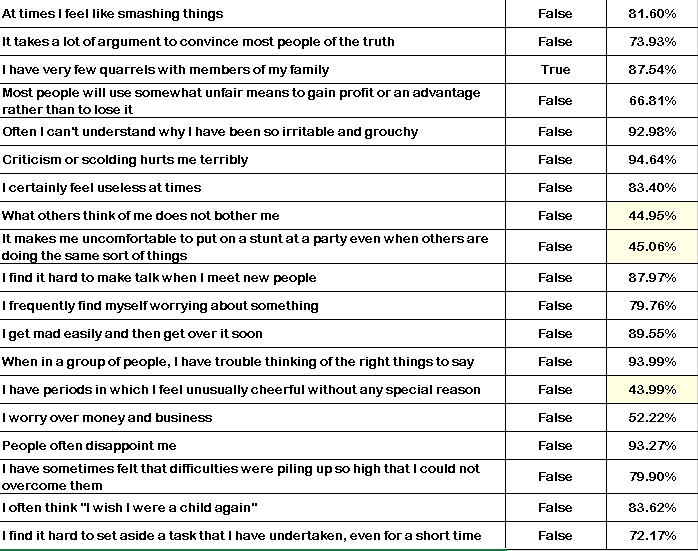 At times I feel like smashing things False 81.60%
It takes a lot of argument to convince most people of the truth False 73.93%
I have very few quarrels with members of my family True 87.54%
Most people will use somewhat unfair means to gain profit or an advantage
rather than to lose it False 66.81%
Often I can't understand why I have been so irritable and grouchy False 92.98%
Criticism or scolding hurts me terribly False 94.64%
I certainly feel useless at times False 83.40%
What others think of me does not bother me False 44.95%
It makes me uncomfortable to put on a stunt at a party even when others are
doing the same sort of things False 45.06%
I find it hard to make talk when I meet new people False 87.97%
I frequently find myself worrying about something False 79.76%
I get mad easily and then get over it soon False 89.55%
When in a group of people, I have trouble thinking of the right things to say False 93.99%
I have periods in which I feel unusually cheerful without any special reason False 43.99%
I worry over money and business False 52.22%
People often disappoint me False 93.27%
I have sometimes felt that difficulties were piling up so high that I could not
overcome them False 79.90%
I often think "I wish I were a child again" False 83.62%
I find it hard to set aside a task that I have undertaken, even for a short time False 72.17%